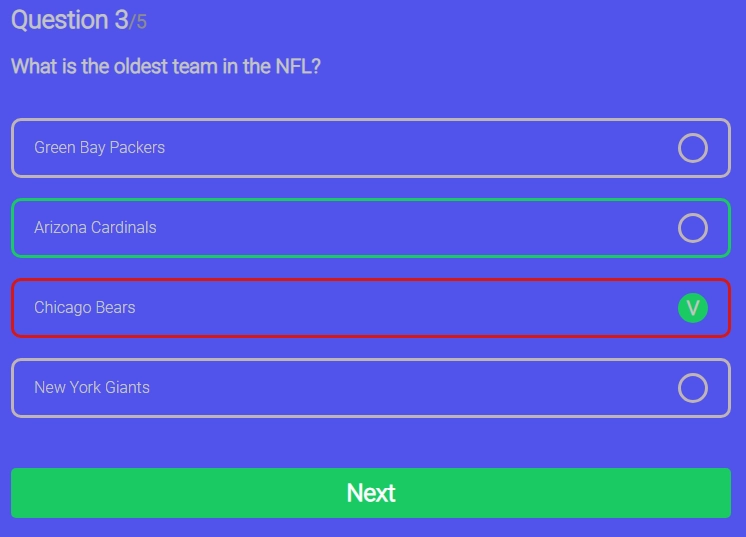 Question 3/5
What is the oldest team in the NFL?
Green Bay Packers
Arizona Cardinals
Chicago Bears V
New York Giants
Next